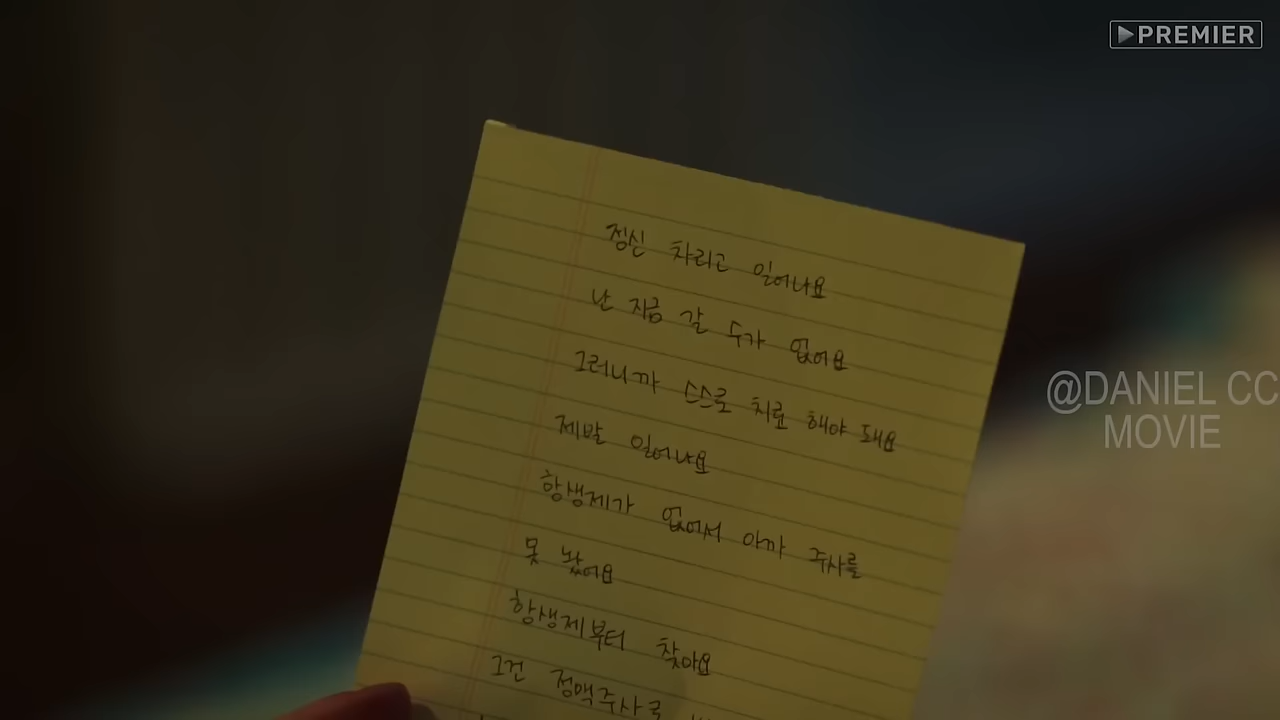 PREMIER
정신 차리고 일어나요
난 지금 갈 수가 없어요
그러니까 스스로 치료 해야 돼요
제발 일어나요
항생제가 없어서 아까 주사를
못 놨어요
항생제부터 찾아요
그건 정맥주사로
@DANIEL CC
MOVIE